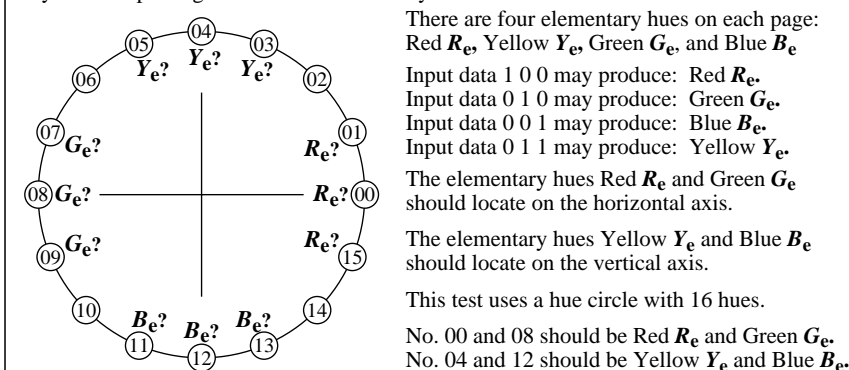 There are four elementary hues on each page:
Red Re, Yellow Ye, Green Ge, and Blue Be
Input data 1 0 0 may produce: Red Re.
Input data 0 1 0 may produce: Green Ge.
Input data 0 0 1 may produce: Blue Be.
Input data 0 1 1 may produce: Yellow Ye.
The elementary hues Red Re and Green Ge
should locate on the horizontal axis.
The elementary hues Yellow Ye and Blue Be
should locate on the vertical axis.
This test uses a hue circle with 16 hues.
No. 00 and 08 should be Red Re and Green Ge.
No. 04 and 12 should be Yellow Ye and Blue Be.
05 04 03
Ye? Ye? Ye?
06 02
07 01
Ge? Re?
08 Ge? Re? 00
Ge? Re?
09 15
10 14
Be? Be? Be?
11 12 13